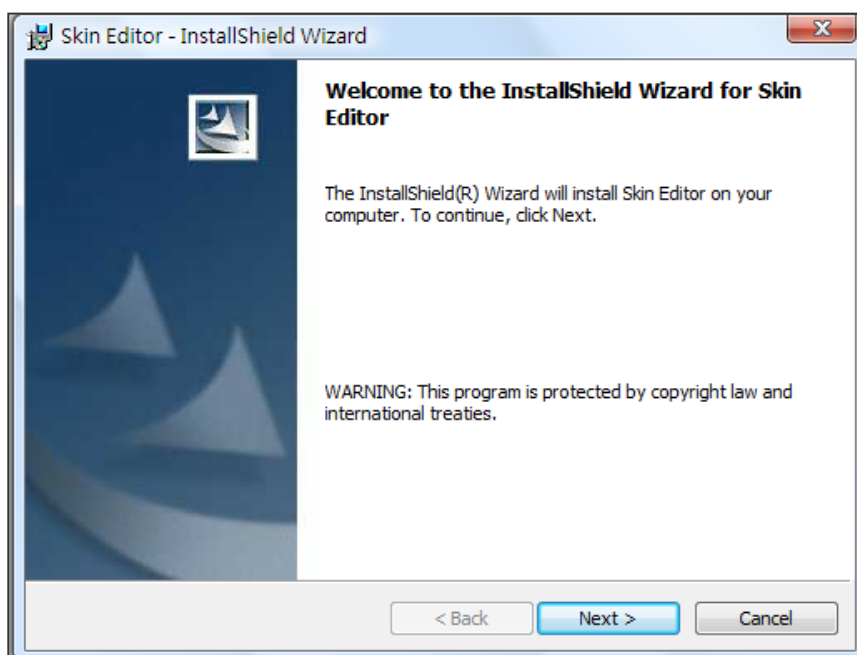 Skin Editor - InstallShield Wizard
X
Welcome to the InstallShield Wizard for Skin
Editor
The InstallShield(R) Wizard will install Skin Editor on your
computer. To continue, click Next.
WARNING: This program is protected by copyright law and
international treaties.
< Back Next > Cancel